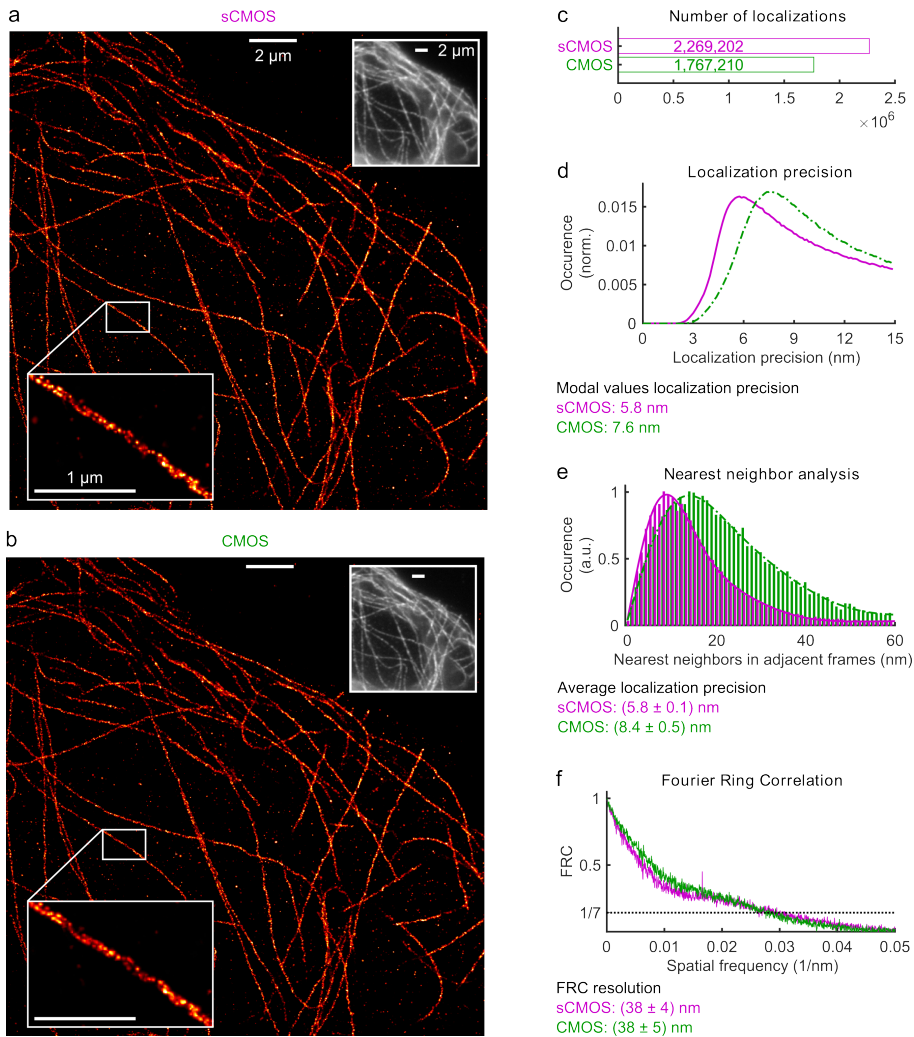 a
sCMOS
2 µm
2 µm
1 µm
b
CMOS
c
Number of localizations
sCMOS
2,269,202
CMOS
1,767,210
0
0.5
1
1.5
2
2.5
×10⁶
d
Localization precision
Occurence
(norm.)
0.015
0.01
0.005
0
0
3
6
9
12
15
Localization precision (nm)
Modal values localization precision
sCMOS: 5.8 nm
CMOS: 7.6 nm
e
Nearest neighbor analysis
Occurence
(a.u.)
1
0.5
0
0
20
40
60
Nearest neighbors in adjacent frames (nm)
Average localization precision
sCMOS: (5.8 ± 0.1) nm
CMOS: (8.4 ± 0.5) nm
f
Fourier Ring Correlation
FRC
1
0.5
1/7
0
0.01
0.02
0.03
0.04
0.05
Spatial frequency (1/nm)
FRC resolution
sCMOS: (38 ± 4) nm
CMOS: (38 ± 5) nm